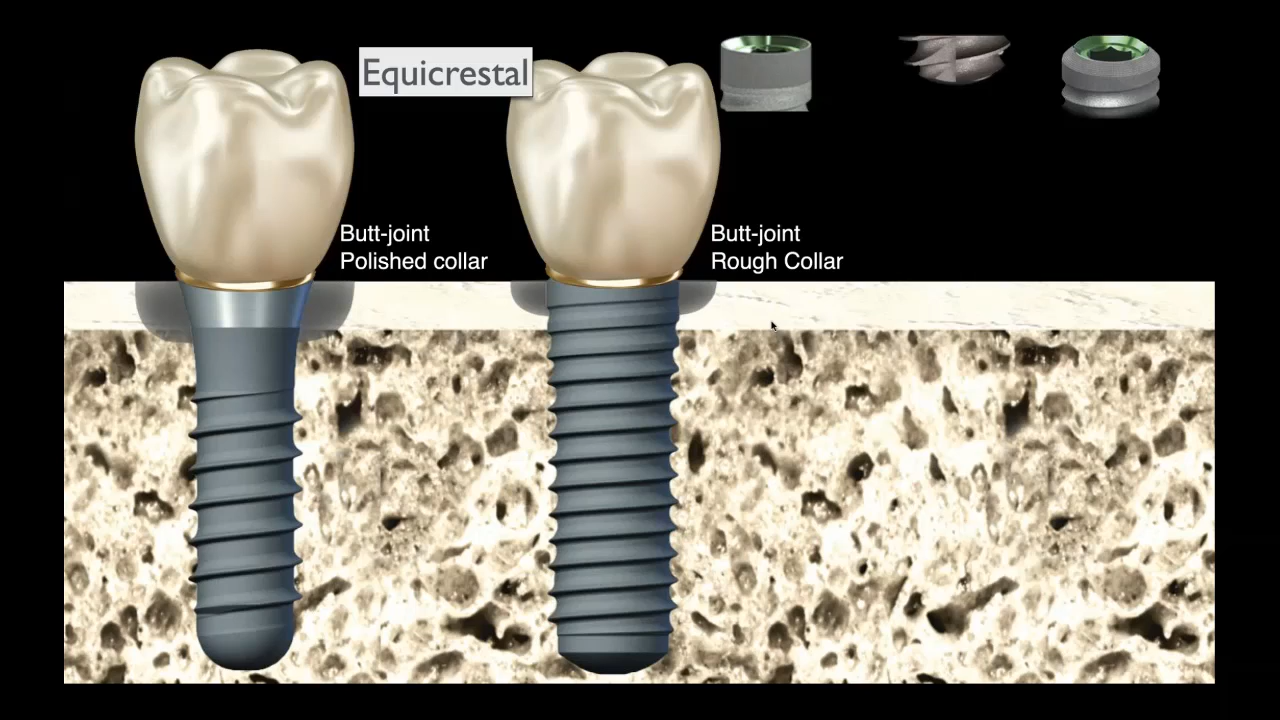 Equicrestal
Butt-joint
Polished collar
Butt-joint
Rough Collar